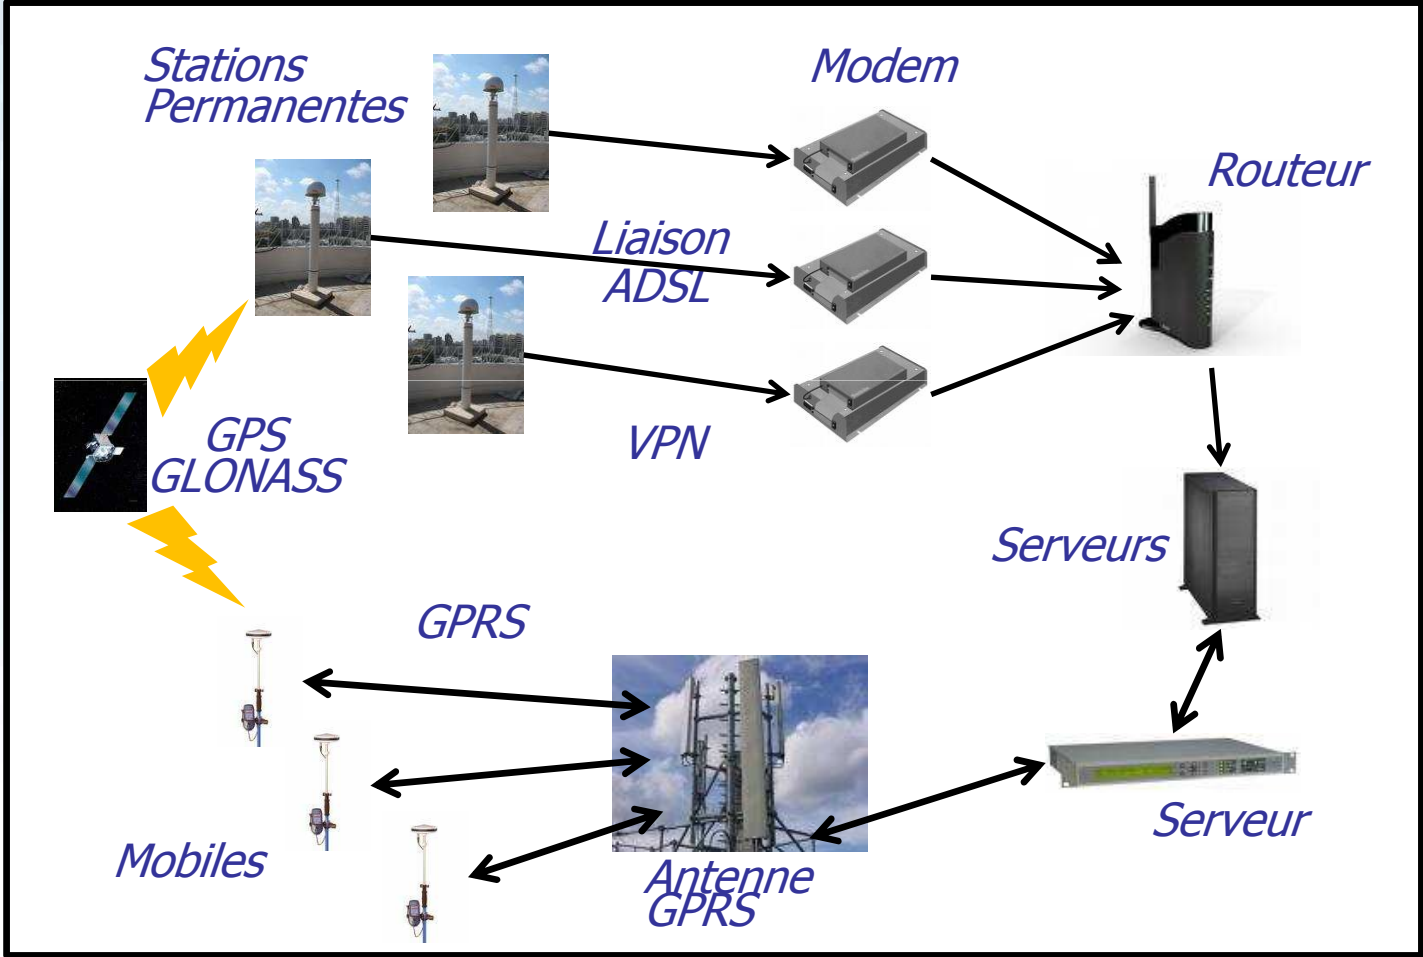 Stations
Permanentes
Modem
Routeur
Liaison
ADSL
GPS
GLONASS
VPN
Serveurs
GPRS
Serveur
Mobiles
Antenne
GPRS